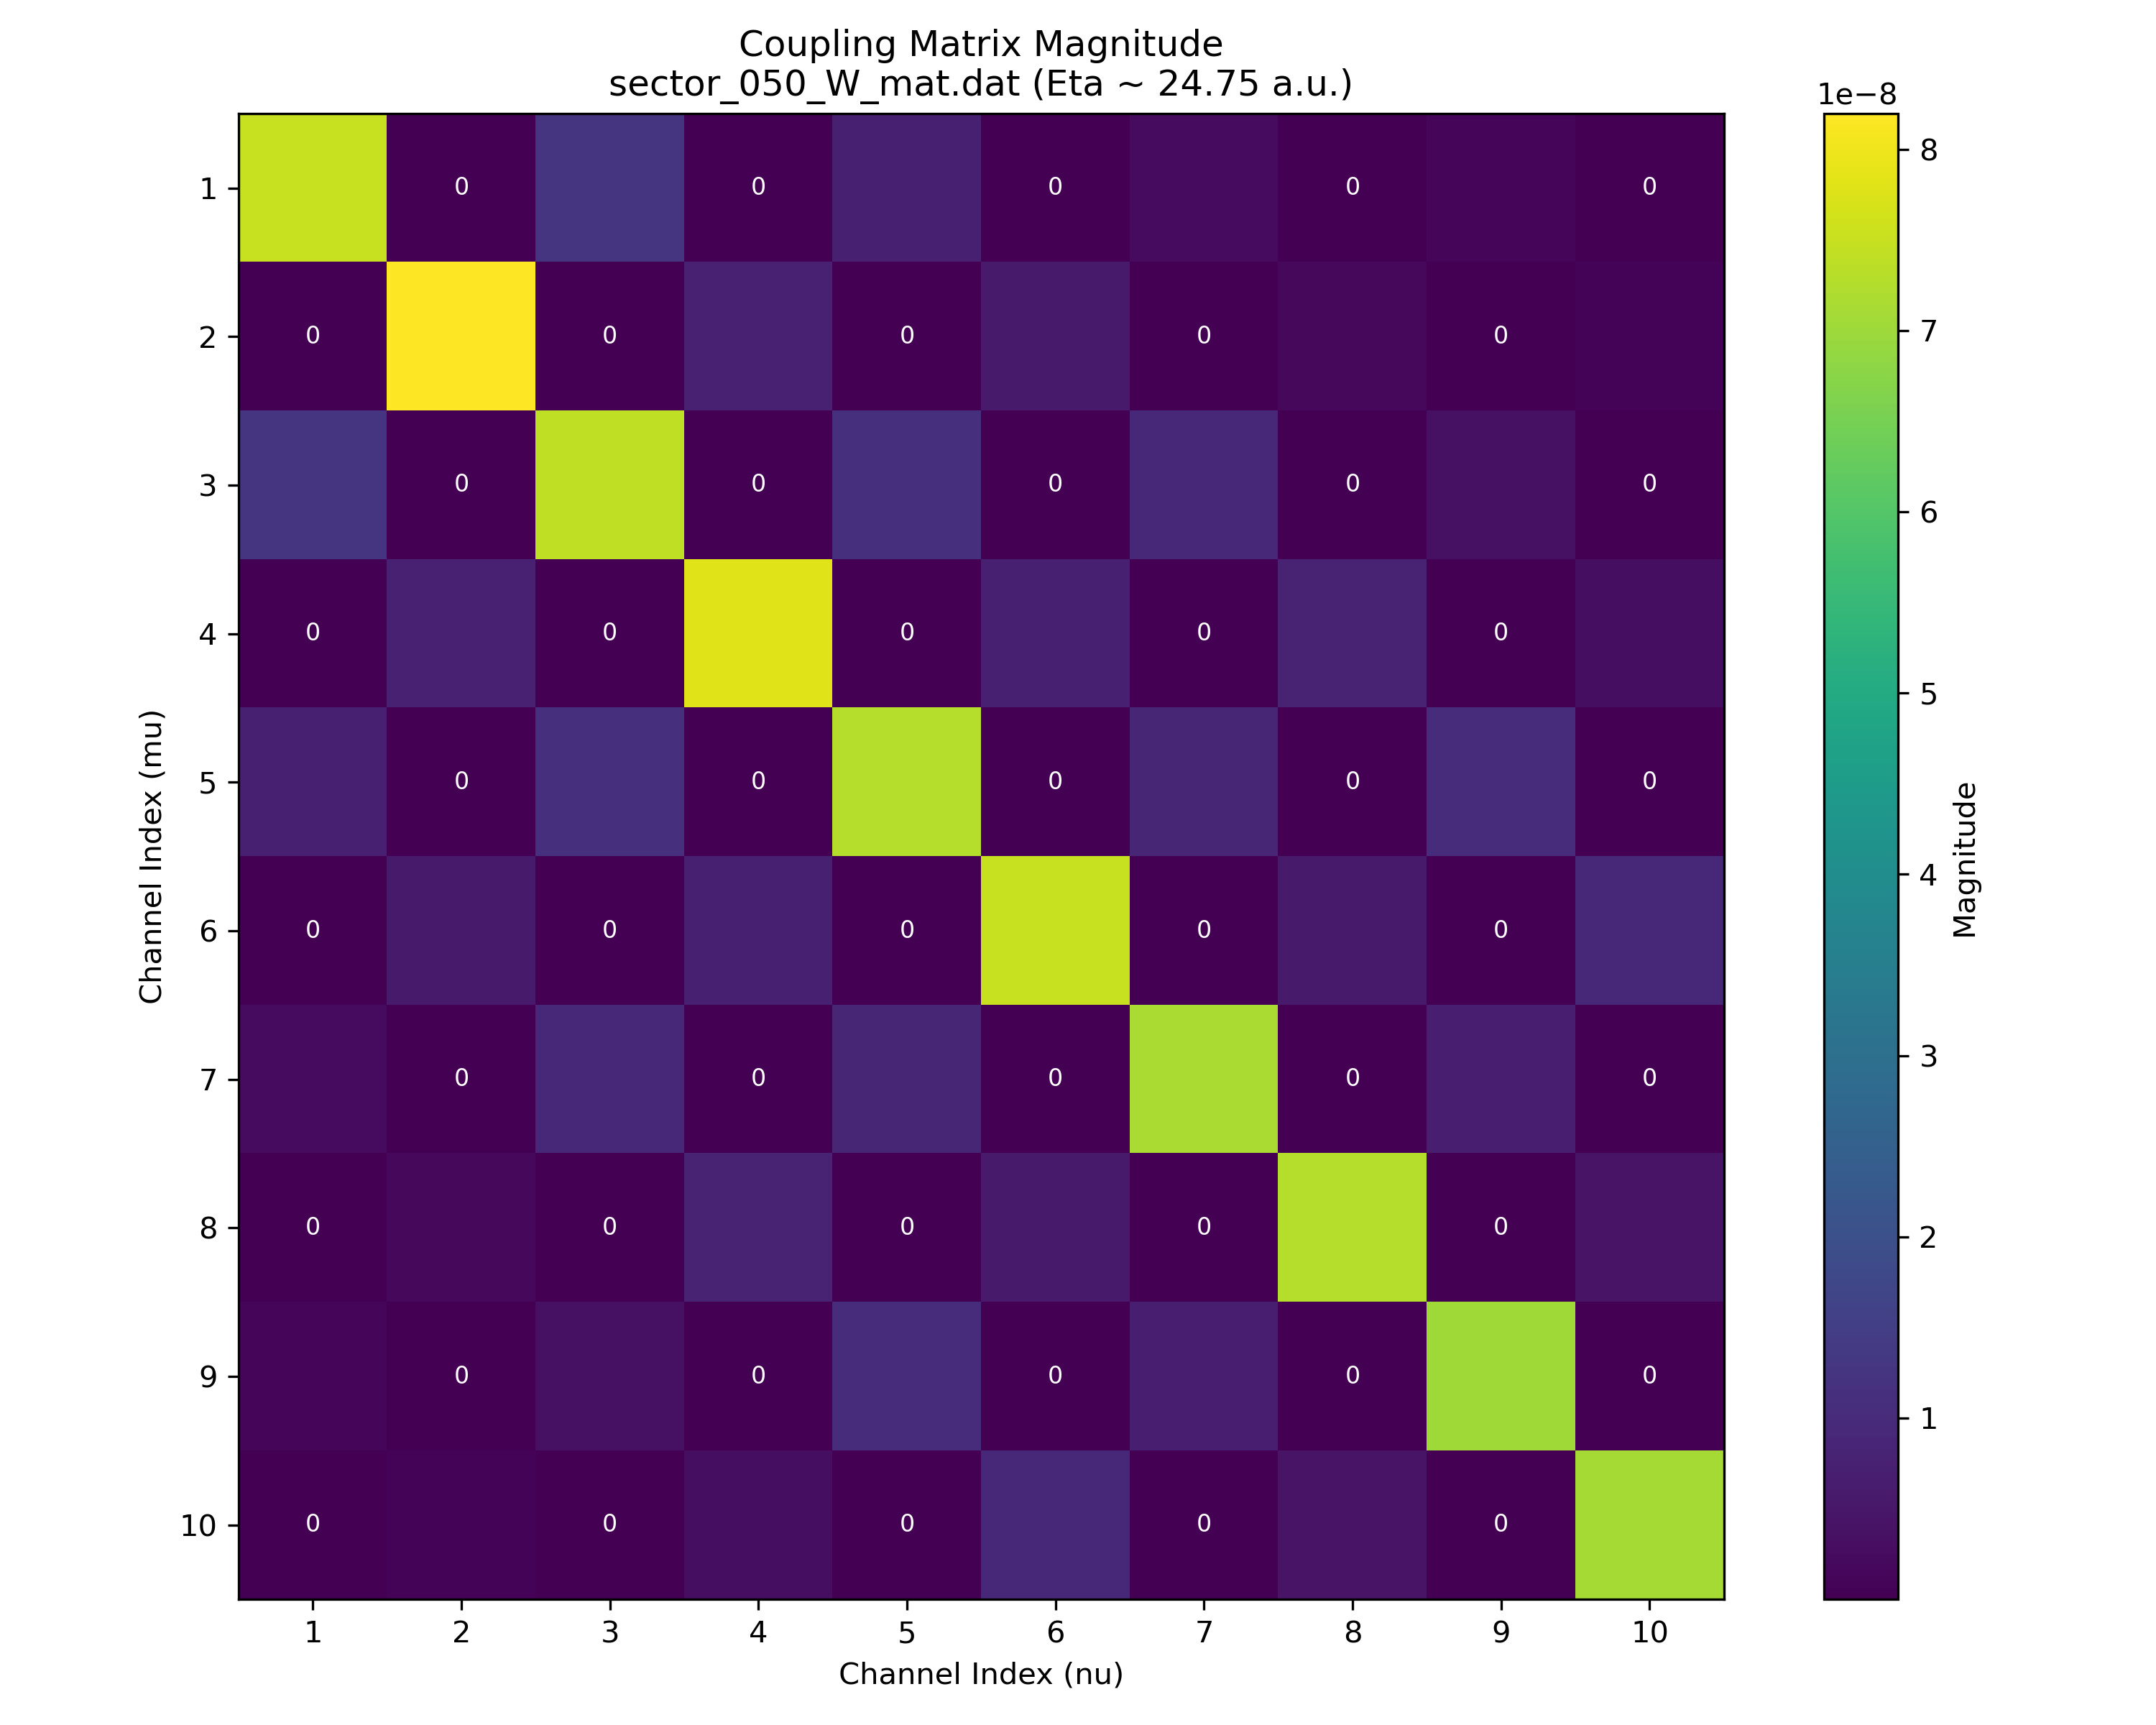 Coupling Matrix Magnitude
sector_050_W_mat.dat (Eta ~ 24.75 a.u.)
1e−8
8
1 0 0 0 0 0
7
2 0 0 0 0 0
6
3 0 0 0 0 0
5
4 0 0 0 0 0
4
5 0 0 0 0 0
3
6 0 0 0 0 0
2
7 0 0 0 0 0
1
8 0 0 0 0 0
9 0 0 0 0 0
10 0 0 0 0 0
1 2 3 4 5 6 7 8 9 10
Channel Index (nu)
Channel Index (mu)
Magnitude